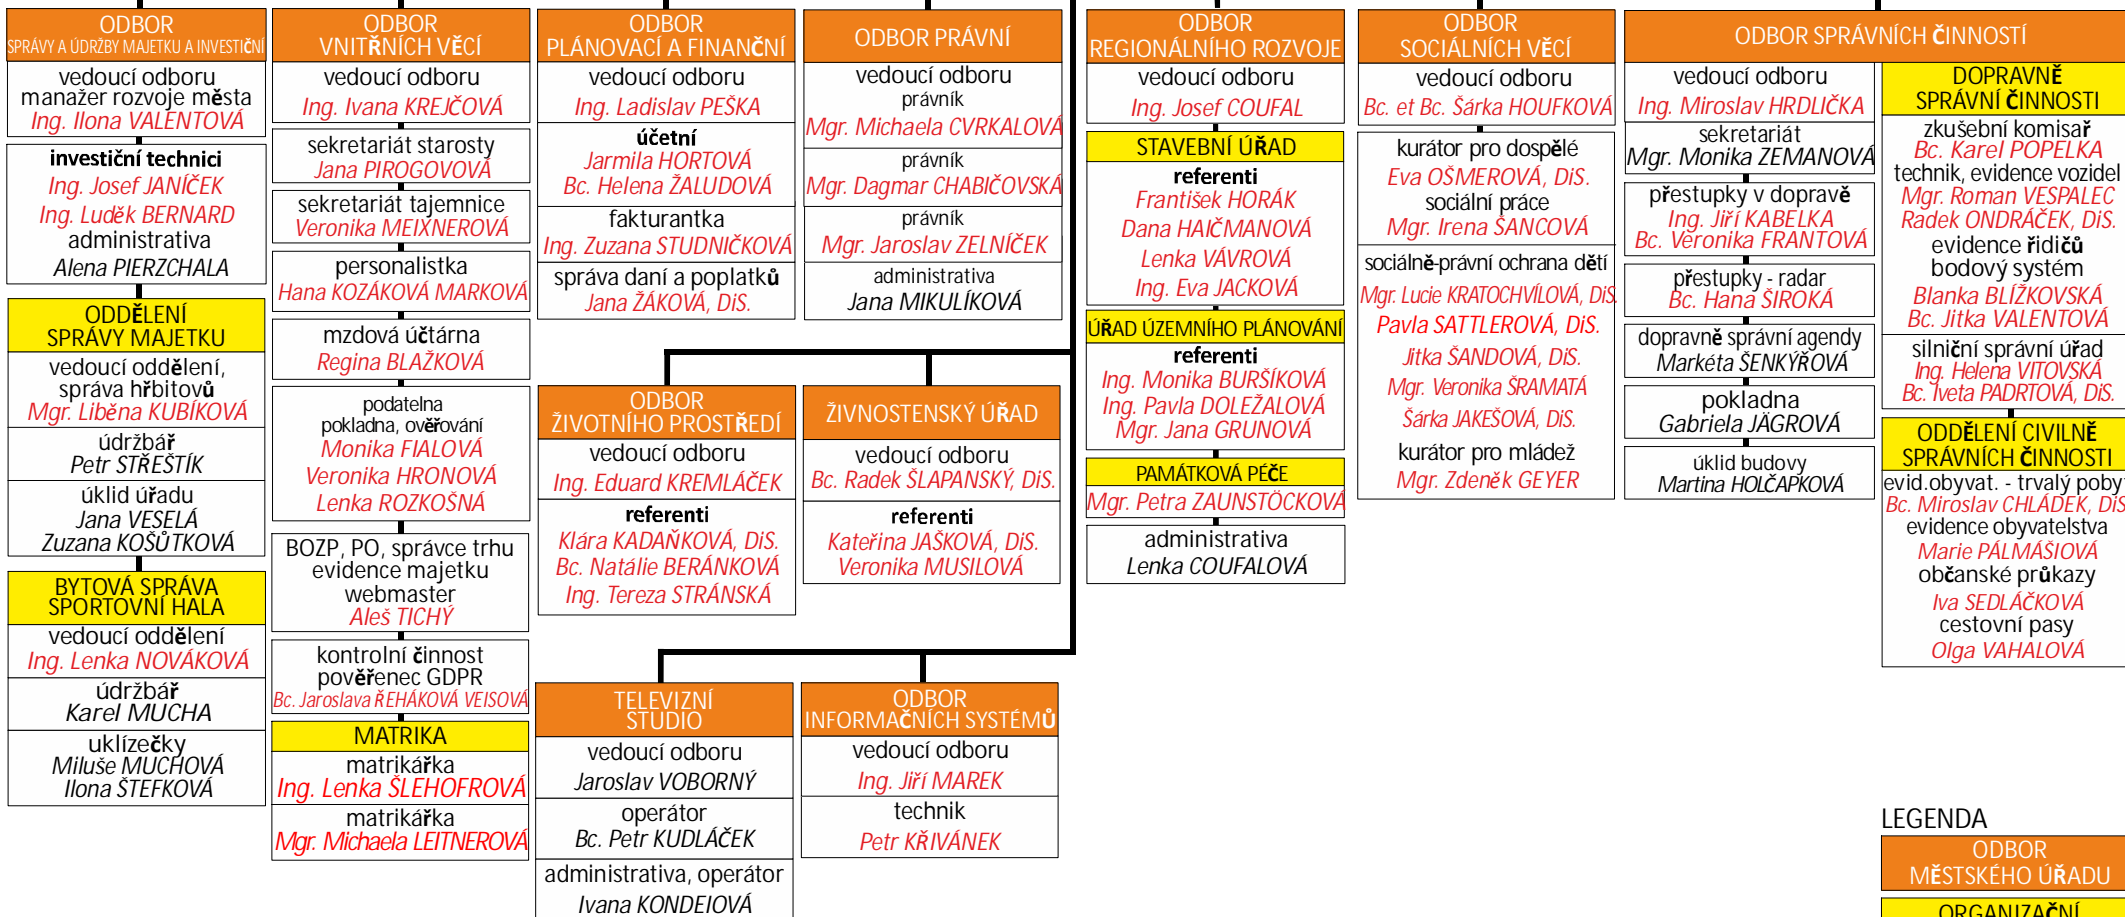 ODBOR
SPRÁVY A ÚDRŽBY MAJETKU A INVESTIČNÍ
vedoucí odboru
manažer rozvoje města
Ing. Ilona VALENTOVÁ
investiční technici
Ing. Josef JANÍČEK
Ing. Luděk BERNARD
administrativa
Alena PIERZCHALA
ODDĚLENÍ
SPRÁVY MAJETKU
vedoucí oddělení,
správa hřbitovů
Mgr. Liběna KUBÍKOVÁ
údržbář
Petr STŘEŠTÍK
úklid úřadu
Jana VESELÁ
Zuzana KOŠŮTKOVÁ
BYTOVÁ SPRÁVA
SPORTOVNÍ HALA
vedoucí oddělení
Ing. Lenka NOVÁKOVÁ
údržbář
Karel MUCHA
uklízečky
Miluše MUCHOVÁ
Ilona ŠTEFKOVÁ
ODBOR
VNITŘNÍCH VĚCÍ
vedoucí odboru
Ing. Ivana KREJČOVÁ
sekretariát starosty
Jana PIROGOVOVÁ
sekretariát tajemnice
Veronika MEIXNEROVÁ
personalistka
Hana KOZÁKOVÁ MARKOVÁ
mzdová účtárna
Regina BLAŽKOVÁ
podatelna
pokladna, ověřování
Monika FIALOVÁ
Veronika HRONOVÁ
Lenka ROZKOŠNÁ
BOZP, PO, správce trhu
evidence majetku
webmaster
Aleš TICHÝ
kontrolní činnost
pověřenec GDPR
Bc. Jaroslava ŘEHÁKOVÁ VEISOVÁ
MATRIKA
matrikářka
Ing. Lenka ŠLEHOFROVÁ
matrikářka
Mgr. Michaela LEITNEROVÁ
ODBOR
PLÁNOVACÍ A FINANČNÍ
vedoucí odboru
Ing. Ladislav PEŠKA
účetní
Jarmila HORTOVÁ
Bc. Helena ŽALUDOVÁ
fakturantka
Ing. Zuzana STUDNIČKOVÁ
správa daní a poplatků
Jana ŽÁKOVÁ, DiS.
ODBOR PRÁVNÍ
vedoucí odboru
právník
Mgr. Michaela CVRKALOVÁ
právník
Mgr. Dagmar CHABIČOVSKÁ
právník
Mgr. Jaroslav ZELNÍČEK
administrativa
Jana MIKULÍKOVÁ
ODBOR
ŽIVOTNÍHO PROSTŘEDÍ
vedoucí odboru
Ing. Eduard KREMLÁČEK
referenti
Klára KADAŇKOVÁ, DiS.
Bc. Natálie BERÁNKOVÁ
Ing. Tereza STRÁNSKÁ
ŽIVNOSTENSKÝ ÚŘAD
vedoucí odboru
Bc. Radek ŠLAPANSKÝ, DiS.
referenti
Kateřina JAŠKOVÁ, DiS.
Veronika MUSILOVÁ
TELEVIZNÍ
STUDIO
vedoucí odboru
Jaroslav VOBORNÝ
operátor
Bc. Petr KUDLÁČEK
administrativa, operátor
Ivana KONDEIOVÁ
ODBOR
INFORMAČNÍCH SYSTÉMŮ
vedoucí odboru
Ing. Jiří MAREK
technik
Petr KŘIVÁNEK
ODBOR
REGIONÁLNÍHO ROZVOJE
vedoucí odboru
Ing. Josef COUFAL
STAVEBNÍ ÚŘAD
referenti
František HORÁK
Dana HAIČMANOVÁ
Lenka VÁVROVÁ
Ing. Eva JACKOVÁ
ÚŘAD ÚZEMNÍHO PLÁNOVÁNÍ
referenti
Ing. Monika BURŠÍKOVÁ
Ing. Pavla DOLEŽALOVÁ
Mgr. Jana GRUNOVÁ
PAMÁTKOVÁ PÉČE
Mgr. Petra ZAUNSTÖCKOVÁ
administrativa
Lenka COUFALOVÁ
ODBOR
SOCIÁLNÍCH VĚCÍ
vedoucí odboru
Bc. et Bc. Šárka HOUFKOVÁ
kurátor pro dospělé
Eva OŠMEROVÁ, DiS.
sociální práce
Mgr. Irena ŠANCOVÁ
sociálně-právní ochrana dětí
Mgr. Lucie KRATOCHVÍLOVÁ, DiS.
Pavla SATTLEROVÁ, DiS.
Jitka ŠANDOVÁ, DiS.
Mgr. Veronika ŠRAMATÁ
Šárka JAKEŠOVÁ, DiS.
kurátor pro mládež
Mgr. Zdeněk GEYER
ODBOR SPRÁVNÍCH ČINNOSTÍ
vedoucí odboru
Ing. Miroslav HRDLIČKA
sekretariát
Mgr. Monika ZEMANOVÁ
přestupky v dopravě
Ing. Jiří KABELKA
Bc. Veronika FRANTOVÁ
přestupky - radar
Bc. Hana ŠIROKÁ
dopravně správní agendy
Markéta ŠENKÝŘOVÁ
pokladna
Gabriela JÄGROVÁ
úklid budovy
Martina HOLČAPKOVÁ
DOPRAVNĚ
SPRÁVNÍ ČINNOSTI
zkušební komisař
Bc. Karel POPELKA
technik, evidence vozidel
Mgr. Roman VESPALEC
Radek ONDRÁČEK, DiS.
evidence řidičů
bodový systém
Blanka BLÍŽKOVSKÁ
Bc. Jitka VALENTOVÁ
silniční správní úřad
Ing. Helena VITOVSKÁ
Bc. Iveta PADRTOVÁ, DiS.
ODDĚLENÍ CIVILNĚ
SPRÁVNÍCH ČINNOSTI
evid.obyvat. - trvalý pobyt
Bc. Miroslav CHLÁDEK, DiS
evidence obyvatelstva
Marie PÁLMÁŠIOVÁ
občanské průkazy
Iva SEDLÁČKOVÁ
cestovní pasy
Olga VAHALOVÁ
LEGENDA
ODBOR
MĚSTSKÉHO ÚŘADU
ORGANIZAČNÍ